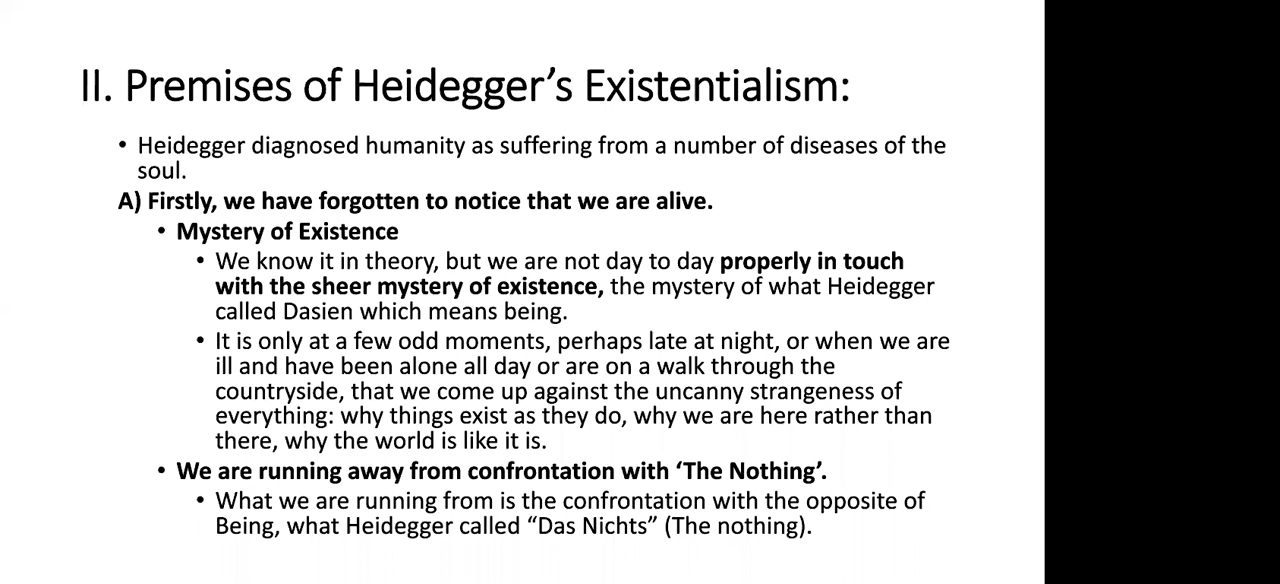 II. Premises of Heidegger’s Existentialism:
• Heidegger diagnosed humanity as suffering from a number of diseases of the
soul.
A) Firstly, we have forgotten to notice that we are alive.
• Mystery of Existence
• We know it in theory, but we are not day to day properly in touch
with the sheer mystery of existence, the mystery of what Heidegger
called Dasien which means being.
• It is only at a few odd moments, perhaps late at night, or when we are
ill and have been alone all day or are on a walk through the
countryside, that we come up against the uncanny strangeness of
everything: why things exist as they do, why we are here rather than
there, why the world is like it is.
• We are running away from confrontation with ‘The Nothing’.
• What we are running from is the confrontation with the opposite of
Being, what Heidegger called “Das Nichts” (The nothing).